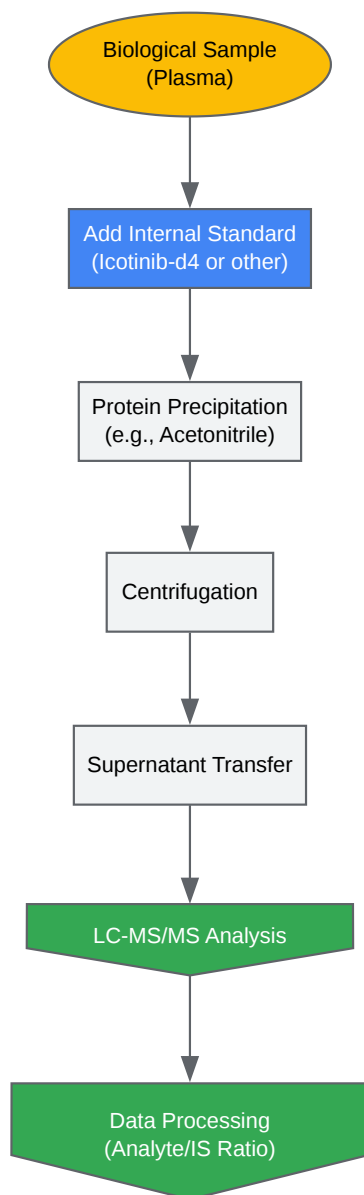 Biological Sample
(Plasma)
Add Internal Standard
(Icotinib-d4 or other)
Protein Precipitation
(e.g., Acetonitrile)
Centrifugation
Supernatant Transfer
LC-MS/MS Analysis
Data Processing
(Analyte/IS Ratio)